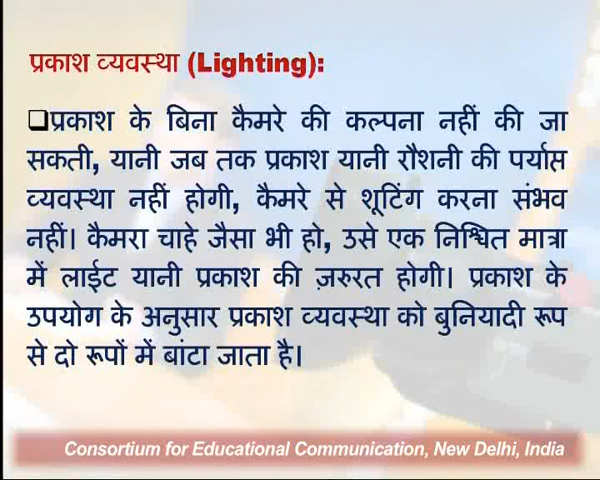 प्रकाश व्यवस्था (Lighting):
❑प्रकाश के बिना कैमरे की कल्पना नहीं की जा
सकती, यानी जब तक प्रकाश यानी रौशनी की पर्याप्त
व्यवस्था नहीं होगी, कैमरे से शूटिंग करना संभव
नहीं। कैमरा चाहे जैसा भी हो, उसे एक निश्चित मात्रा
में लाईट यानी प्रकाश की ज़रुरत होगी। प्रकाश के
उपयोग के अनुसार प्रकाश व्यवस्था को बुनियादी रूप
से दो रूपों में बांटा जाता है।
Consortium for Educational Communication, New Delhi, India